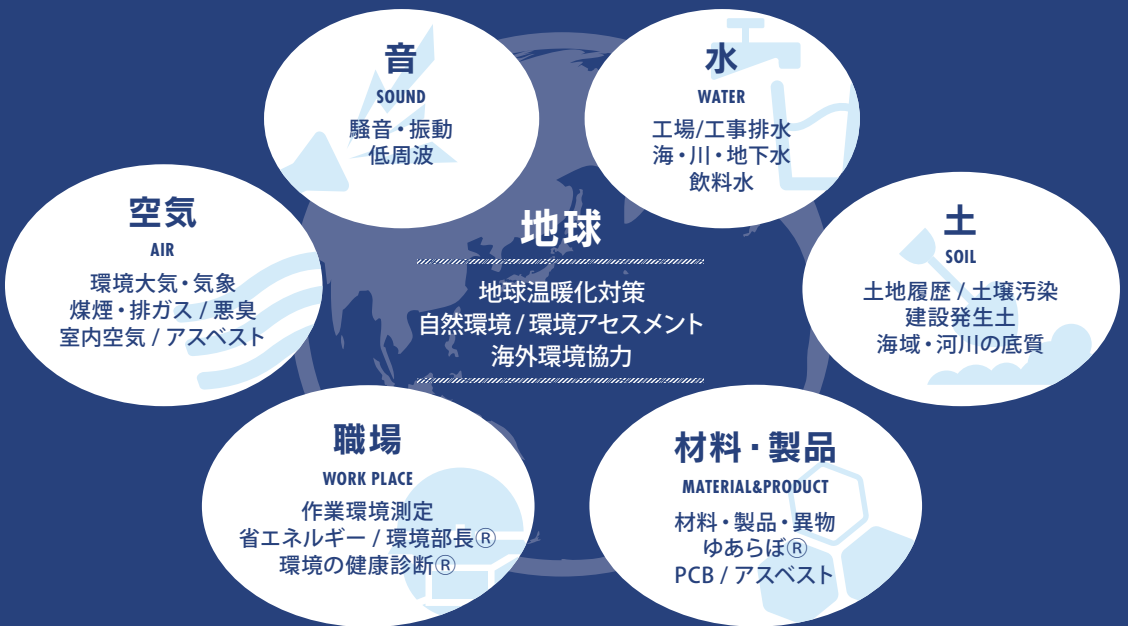 音
SOUND
騒音・振動
低周波
水
WATER
工場/工事排水
海・川・地下水
飲料水
空気
AIR
環境大気・気象
煤煙・排ガス / 悪臭
室内空気 / アスベスト
地球
地球温暖化対策
自然環境 / 環境アセスメント
海外環境協力
土
SOIL
土地履歴 / 土壌汚染
建設発生土
海域・河川の底質
職場
WORK PLACE
作業環境測定
省エネルギー / 環境部長Ⓡ
環境の健康診断Ⓡ
材料・製品
MATERIAL&PRODUCT
材料・製品・異物
ゆあらぼⓇ
PCB / アスベスト